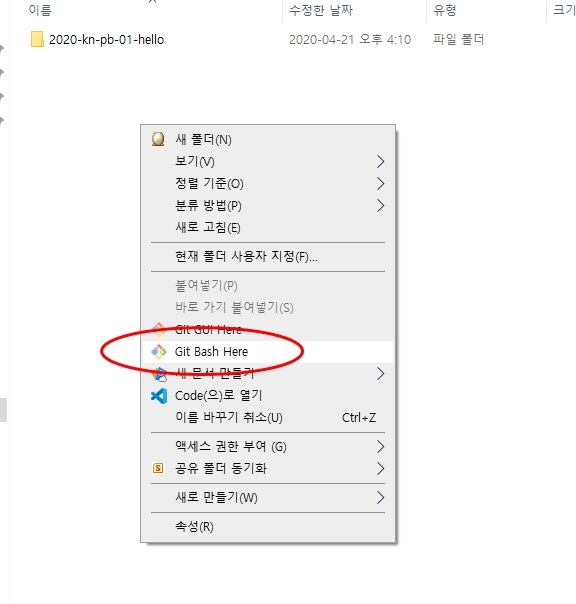 이름 수정한 날짜 유형 크기
2020-kn-pb-01-hello 2020-04-21 오후 4:10 파일 폴더
새 폴더(N)
보기(V)
정렬 기준(O)
분류 방법(P)
새로 고침(E)
현재 폴더 사용자 지정(F)...
붙여넣기(P)
바로 가기 붙여넣기(S)
Git GUI Here
Git Bash Here
새 문서 만들기
Code(으)로 열기
이름 바꾸기 취소(U) Ctrl+Z
액세스 권한 부여 (G)
공유 폴더 동기화
새로 만들기(W)
속성(R)